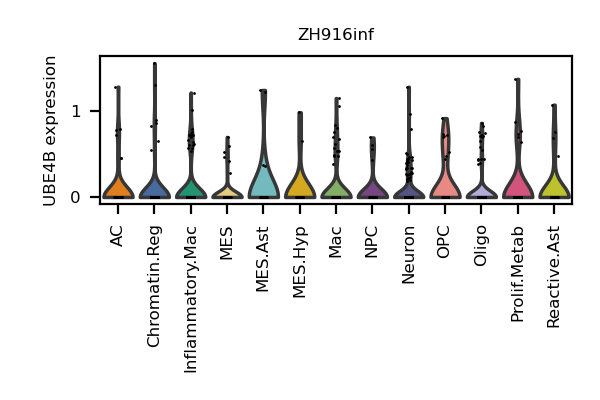 ZH916inf
UBE4B expression
1
0
AC
Chromatin.Reg
Inflammatory.Mac
MES
MES.Ast
MES.Hyp
Mac
NPC
Neuron
OPC
Oligo
Prolif.Metab
Reactive.Ast